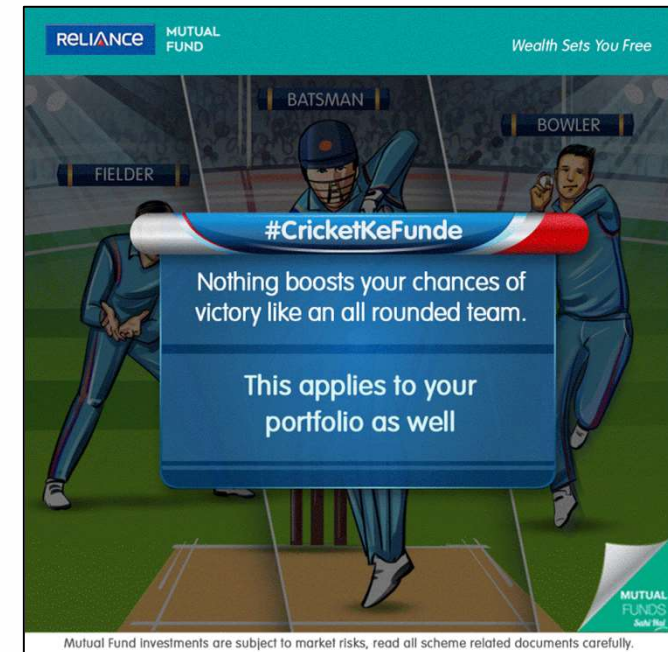 RELIANCE MUTUAL
FUND
Wealth Sets You Free
BATSMAN
BOWLER
FIELDER
#CricketKeFunde
Nothing boosts your chances of
victory like an all rounded team.
This applies to your
portfolio as well
MUTUAL
FUNDS
Sahi Hai
Mutual Fund investments are subject to market risks, read all scheme related documents carefully.